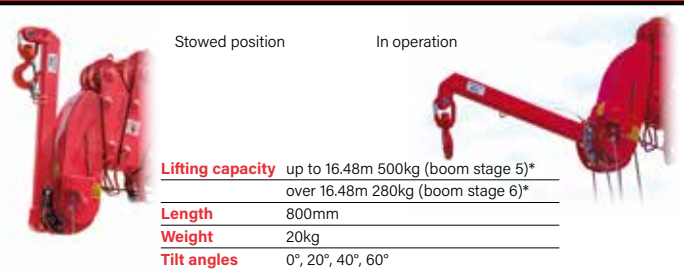 Stowed position In operation
Lifting capacity up to 16.48m 500kg (boom stage 5)*
over 16.48m 280kg (boom stage 6)*
Length 800mm
Weight 20kg
Tilt angles 0°, 20°, 40°, 60°